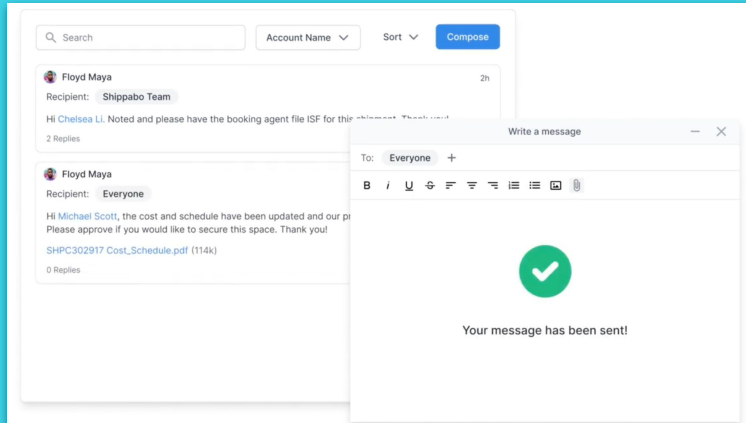 Search
Account Name
Sort
Compose
Floyd Maya
2h
Recipient: Shippabo Team
Hi Chelsea Li. Noted and please have the booking agent file ISF for this shipment. Thank you!
2 Replies
Floyd Maya
Recipient: Everyone
Hi Michael Scott, the cost and schedule have been updated and our
Please approve if you would like to secure this space. Thank you!
SHPC302917 Cost_Schedule.pdf (114k)
0 Replies
Write a message
To: Everyone +
B i U S
Your message has been sent!